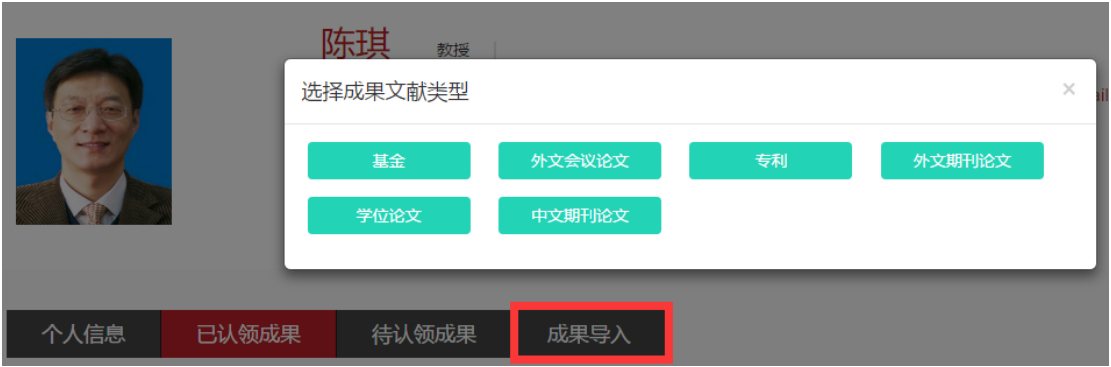 陈琪 教授
选择成果文献类型 ×
ail
基金 外文会议论文 专利 外文期刊论文
学位论文 中文期刊论文
个人信息 已认领成果 待认领成果 成果导入